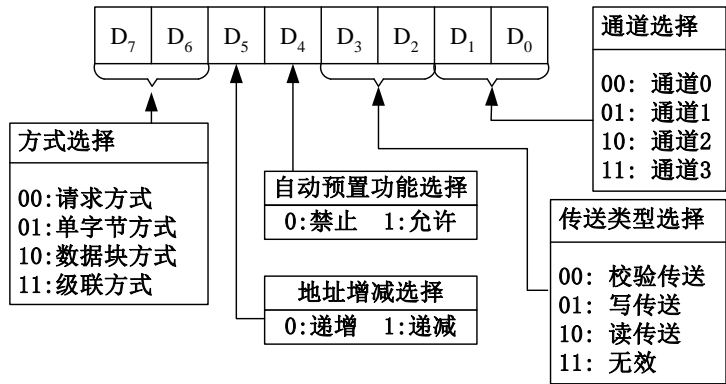 D7 D6 D5 D4 D3 D2 D1 D0
通道选择
00: 通道0
01: 通道1
10: 通道2
11: 通道3
方式选择
00:请求方式
01:单字节方式
10:数据块方式
11:级联方式
自动预置功能选择
0:禁止 1:允许
地址增减选择
0:递增 1:递减
传送类型选择
00: 校验传送
01: 写传送
10: 读传送
11: 无效